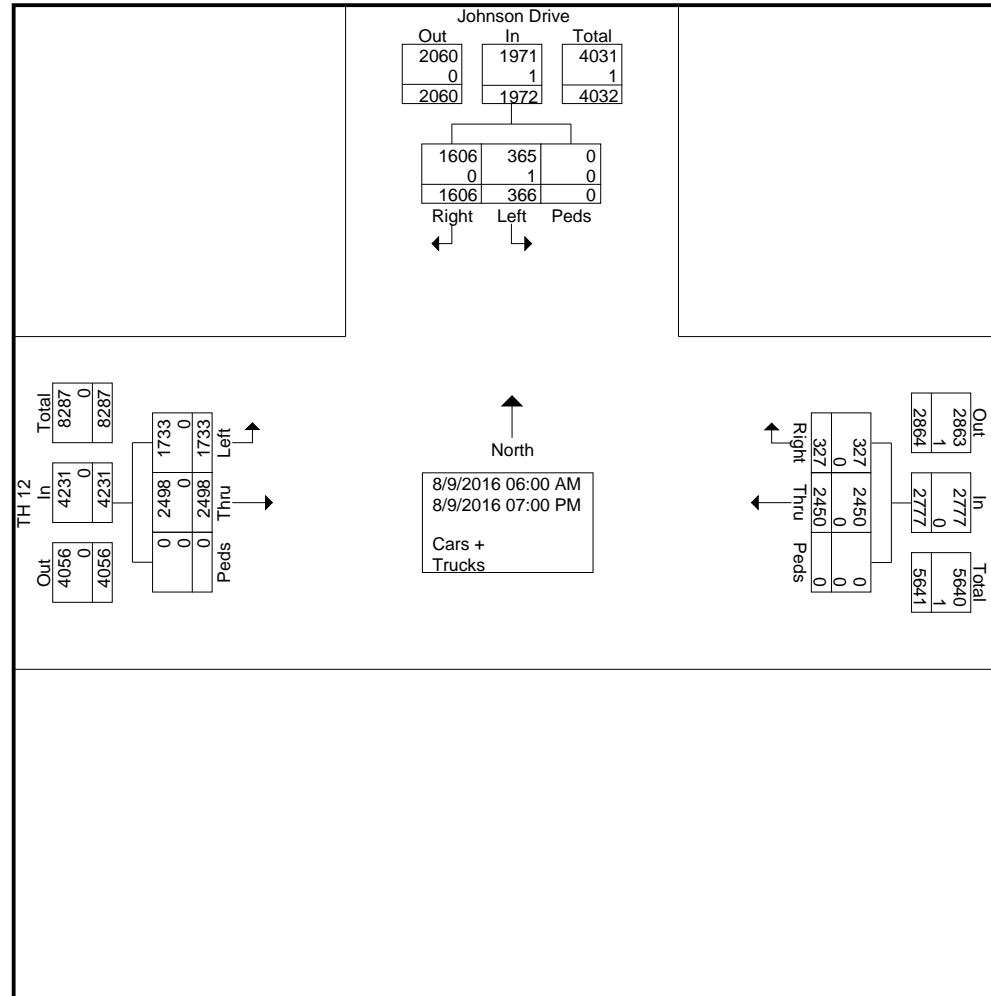 Johnson Drive
Out In Total
2060 1971 4031
0 1 1
2060 1972 4032
1606 365 0
0 1 0
1606 366 0
Right Left Peds
North
8/9/2016 06:00 AM
8/9/2016 07:00 PM
Cars +
Trucks
TH 12
Out In Total
4056 4231 8287
0 0 0
4056 4231 8287
Peds Thru Left
0 2498 1733
0 0 0
0 2498 1733
Out In Total
2863 2777 5640
1 0 1
2864 2777 5641
327 2450 0
0 0 0
327 2450 0
Right Thru Peds